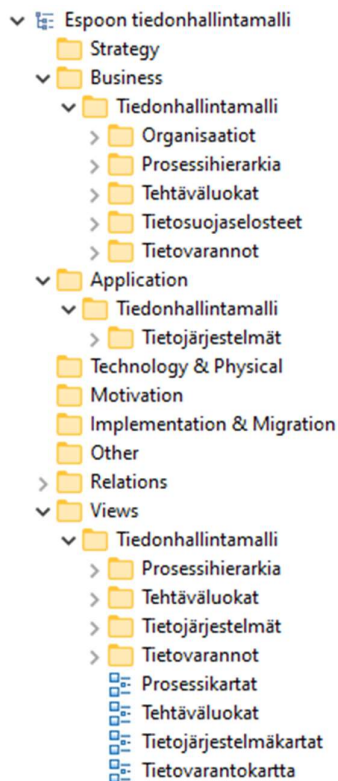 Espoon tiedonhallintamalli
Strategy
Business
Tiedonhallintamalli
Organisaatiot
Prosessihierarkia
Tehtäväluokat
Tietosuojaselosteet
Tietovarannot
Application
Tiedonhallintamalli
Tietojärjestelmät
Technology & Physical
Motivation
Implementation & Migration
Other
Relations
Views
Tiedonhallintamalli
Prosessihierarkia
Tehtäväluokat
Tietojärjestelmät
Tietovarannot
Prosessikartat
Tehtäväluokat
Tietojärjestelmäkartat
Tietovarantokartta